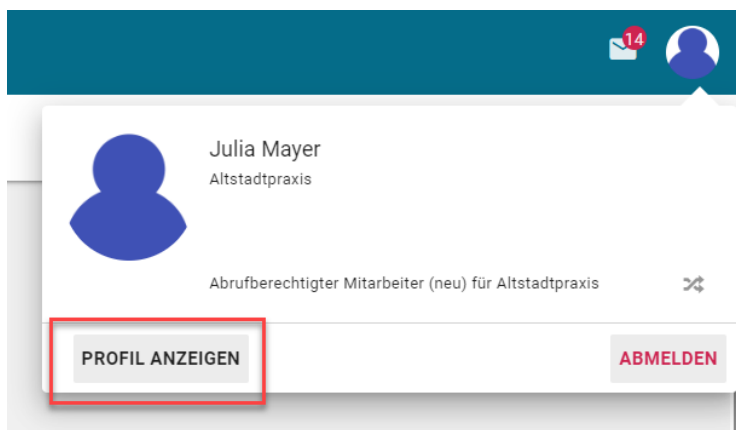 14
Julia Mayer
Altstadtpraxis
Abrufberechtigter Mitarbeiter (neu) für Altstadtpraxis
PROFIL ANZEIGEN
ABMELDEN